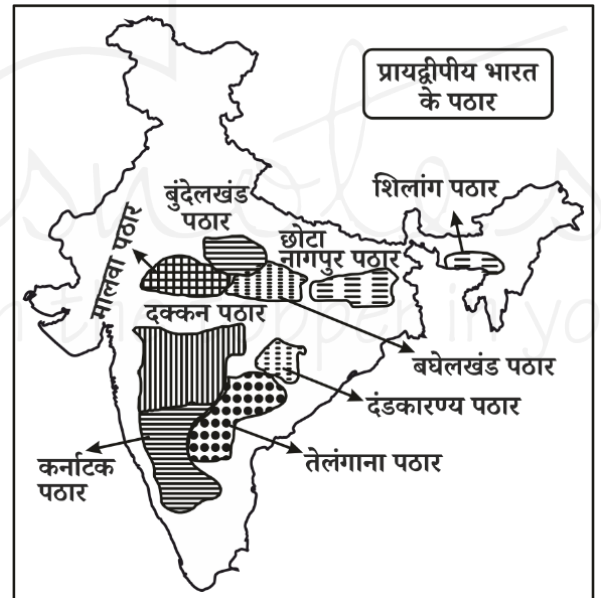 प्रायद्वीपीय भारत
के पठार
शिलांग पठार
बुंदेलखंड
पठार
छोटा
नागपुर पठार
मालवा पठार
दक्कन पठार
बघेलखंड पठार
दंडकारण्य पठार
तेलंगाना पठार
कर्नाटक
पठार